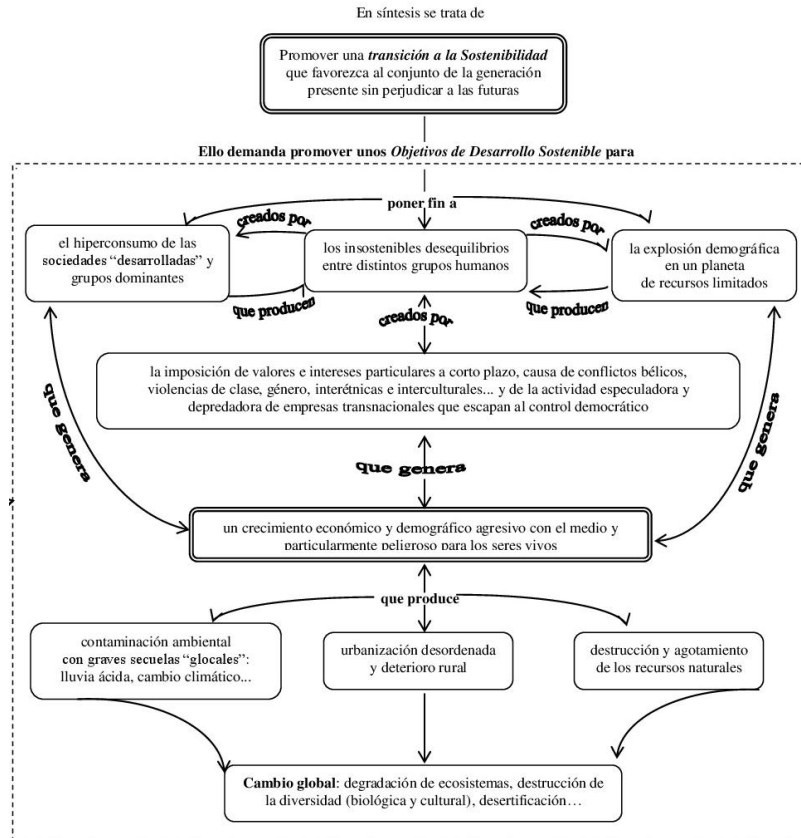 En síntesis se trata de
Promover una transición a la Sostenibilidad
que favorezca al conjunto de la generación
presente sin perjudicar a las futuras
Ello demanda promover unos Objetivos de Desarrollo Sostenible para
poner fin a
creados por
creados por
el hiperconsumo de las
sociedades “desarrolladas” y
grupos dominantes
los insostenibles desequilibrios
entre distintos grupos humanos
la explosión demográfica
en un planeta
de recursos limitados
que producen
que producen
creados por
la imposición de valores e intereses particulares a corto plazo, causa de conflictos bélicos,
violencias de clase, género, interétnicas e interculturales... y de la actividad especuladora y
depredadora de empresas transnacionales que escapan al control democrático
que genera
que genera
que genera
un crecimiento económico y demográfico agresivo con el medio y
particularmente peligroso para los seres vivos
que produce
contaminación ambiental
con graves secuelas “glocales”:
lluvia ácida, cambio climático...
urbanización desordenada
y deterioro rural
destrucción y agotamiento
de los recursos naturales
Cambio global: degradación de ecosistemas, destrucción de
la diversidad (biológica y cultural), desertificación…